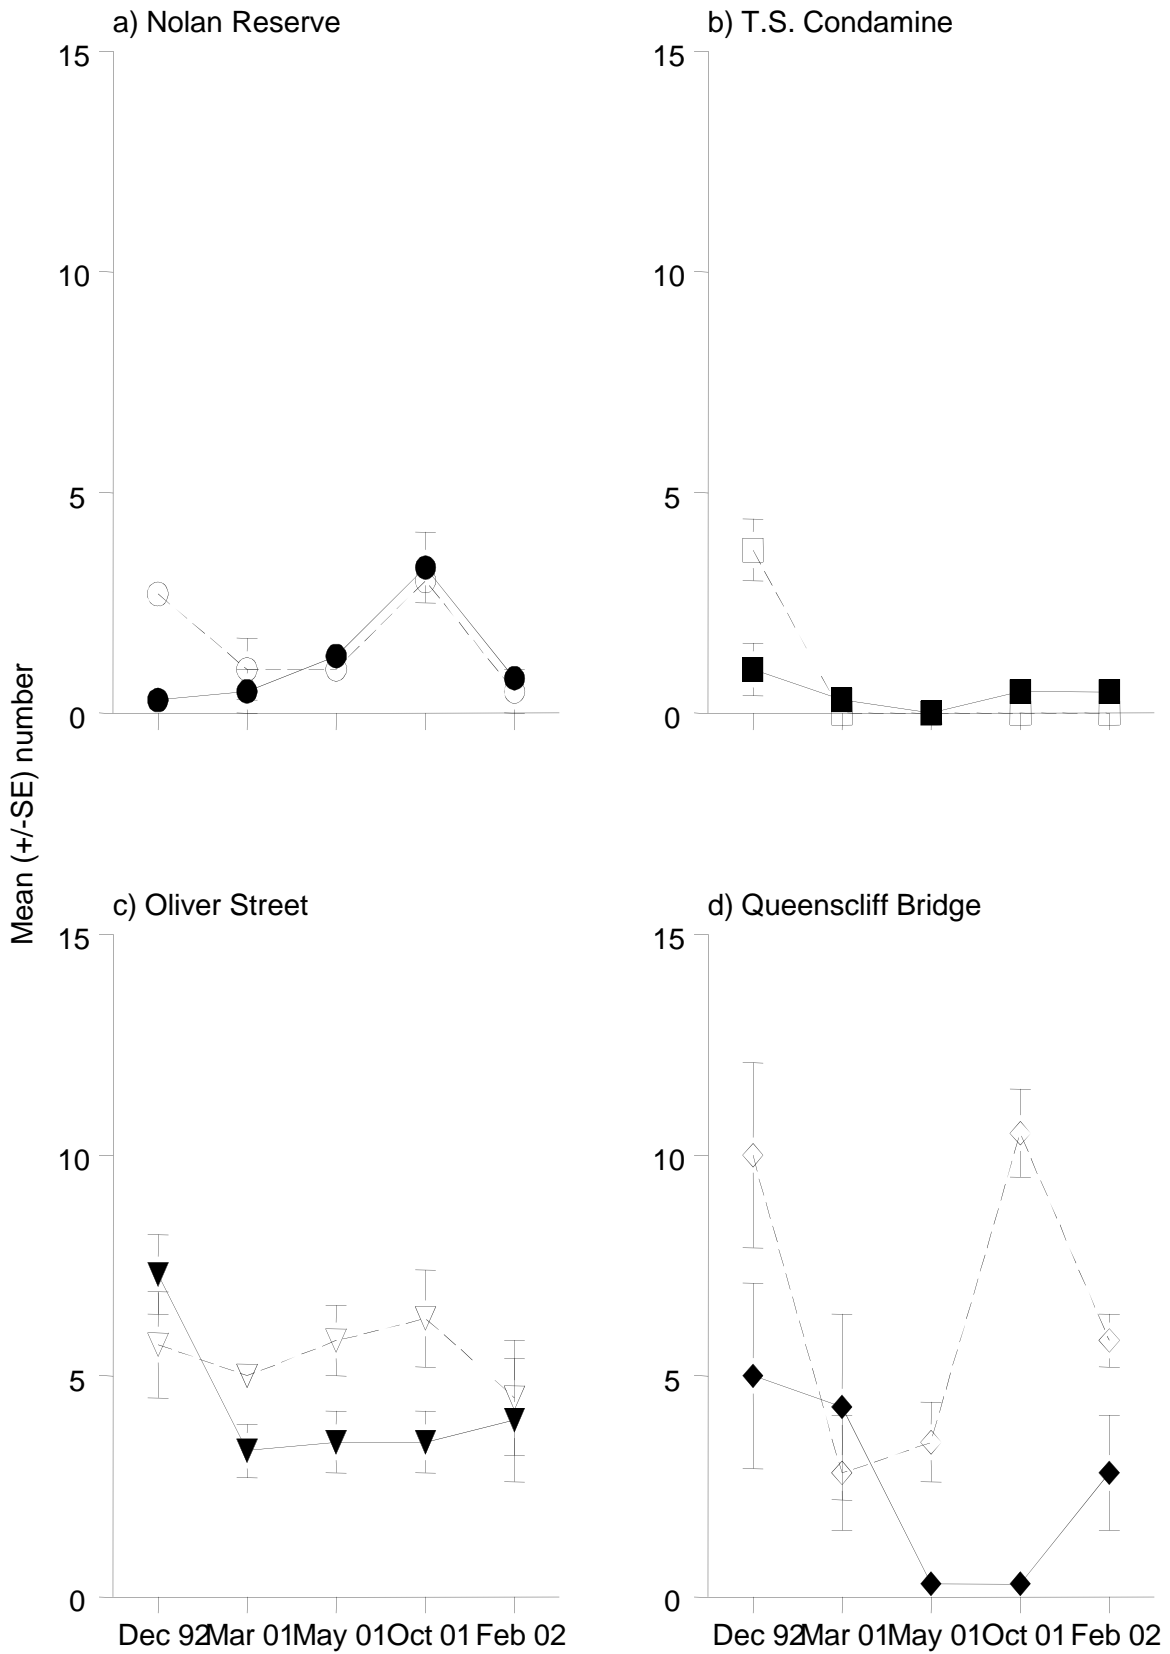 a) Nolan Reserve
b) T.S. Condamine
15
15
10
10
5
5
0
0
Mean (+/-SE) number
c) Oliver Street
d) Queenscliff Bridge
15
15
10
10
5
5
0
0
Dec 92 Mar 01 May 01 Oct 01 Feb 02
Dec 92 Mar 01 May 01 Oct 01 Feb 02